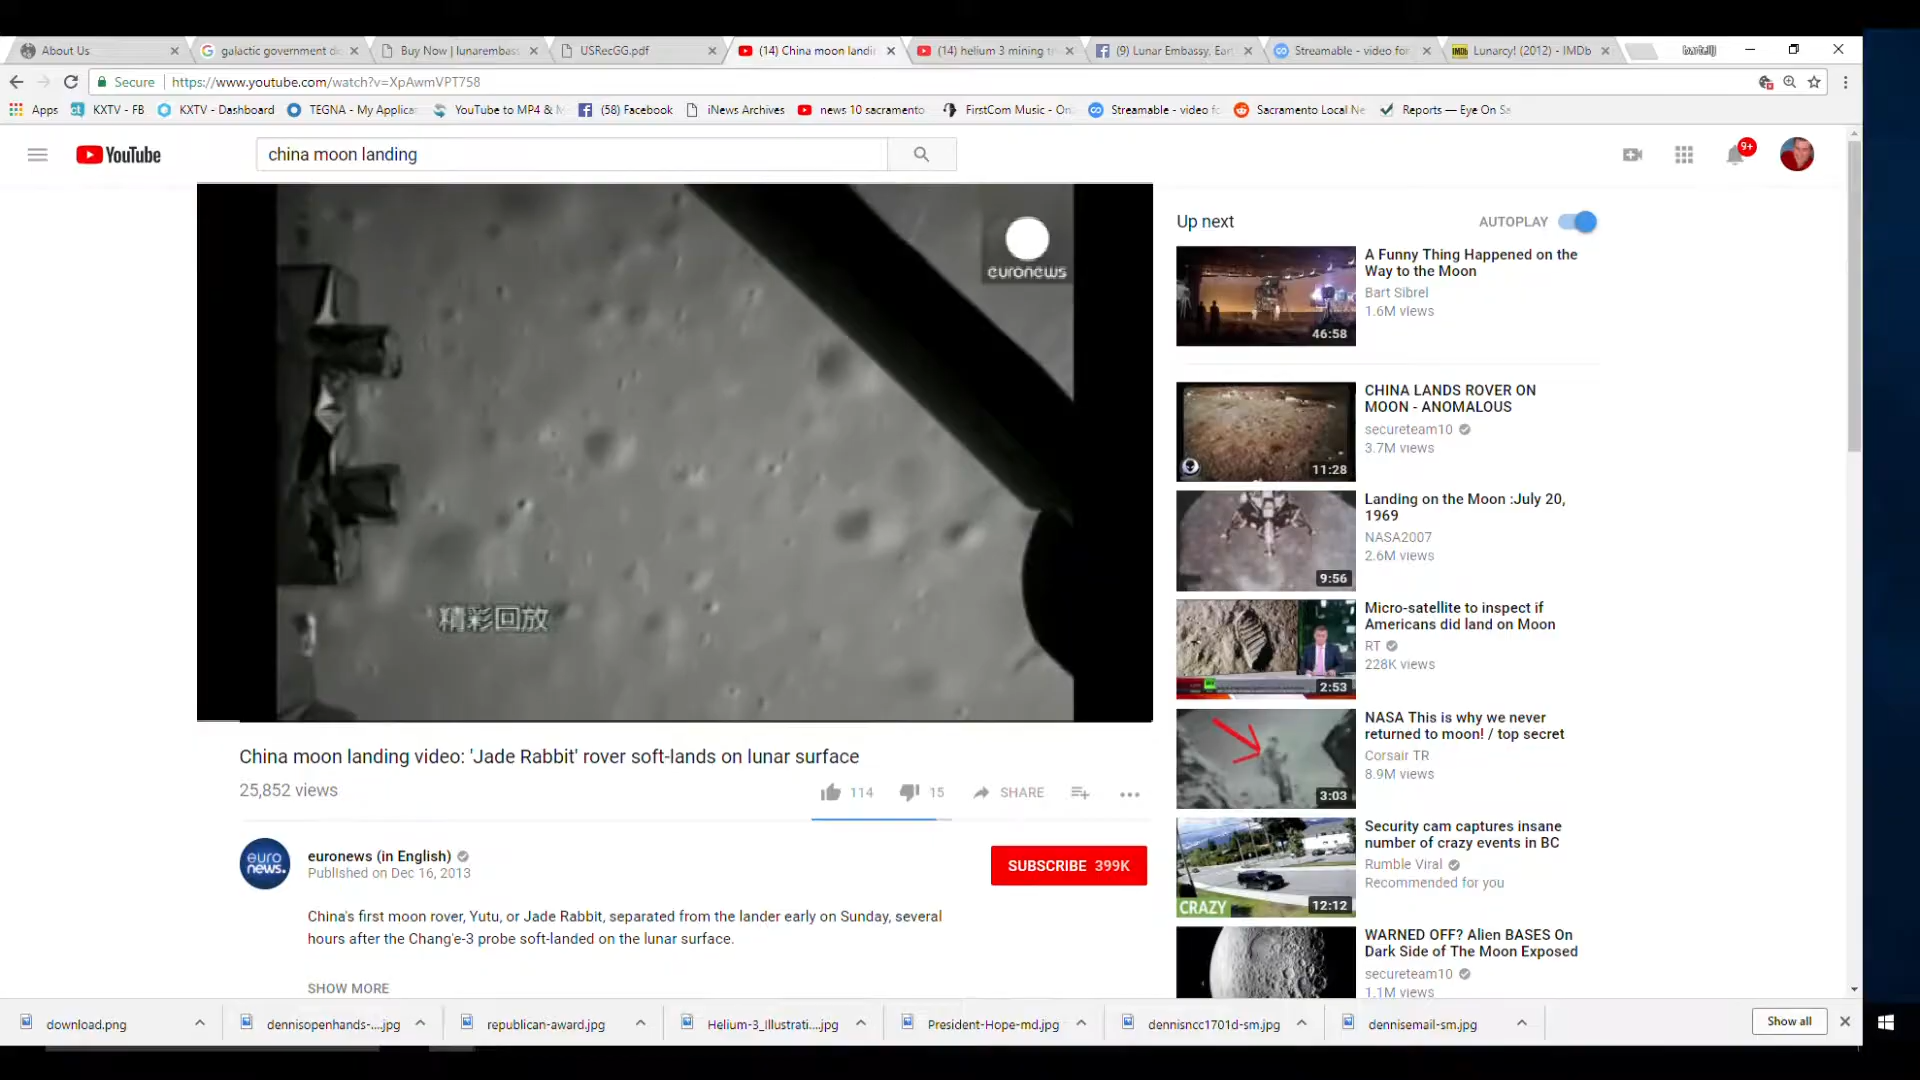 About Us
galactic government d
Buy Now | lunarembas
USRecGG.pdf
(14) China moon landi
(14) helium 3 mining t
(9) Lunar Embassy, Ear
Streamable - video fo
Lunarcy! (2012) - IMDb
Secure
https://www.youtube.com/watch?v=XpAwmVPT758
Apps
KXTV - FB
KXTV - Dashboard
TEGNA - My Applica
YouTube to MP4 & M
(58) Facebook
iNews Archives
news 10 sacramento
FirstCom Music - On
Streamable - video fo
Sacramento Local Ne
Reports — Eye On Sa
YouTube
china moon landing
9+
euronews
精彩回放
Up next
AUTOPLAY
A Funny Thing Happened on the
Way to the Moon
Bart Sibrel
1.6M views
46:58
CHINA LANDS ROVER ON
MOON - ANOMALOUS
secureteam10
3.7M views
11:28
Landing on the Moon :July 20,
1969
NASA2007
2.6M views
9:56
Micro-satellite to inspect if
Americans did land on Moon
RT
228K views
2:53
NASA This is why we never
returned to moon! / top secret
Corsair TR
8.9M views
3:03
Security cam captures insane
number of crazy events in BC
Rumble Viral
Recommended for you
CRAZY
12:12
WARNED OFF? Alien BASES On
Dark Side of The Moon Exposed
secureteam10
1.1M views
China moon landing video: 'Jade Rabbit' rover soft-lands on lunar surface
25,852 views
114
15
SHARE
euro
news.
euronews (in English)
Published on Dec 16, 2013
SUBSCRIBE 399K
China's first moon rover, Yutu, or Jade Rabbit, separated from the lander early on Sunday, several
hours after the Chang'e-3 probe soft-landed on the lunar surface.
SHOW MORE
download.png
dennisopenhands-....jpg
republican-award.jpg
Helium-3_Illustrati....jpg
President-Hope-md.jpg
dennisncc1701d-sm.jpg
dennisemail-sm.jpg
Show all